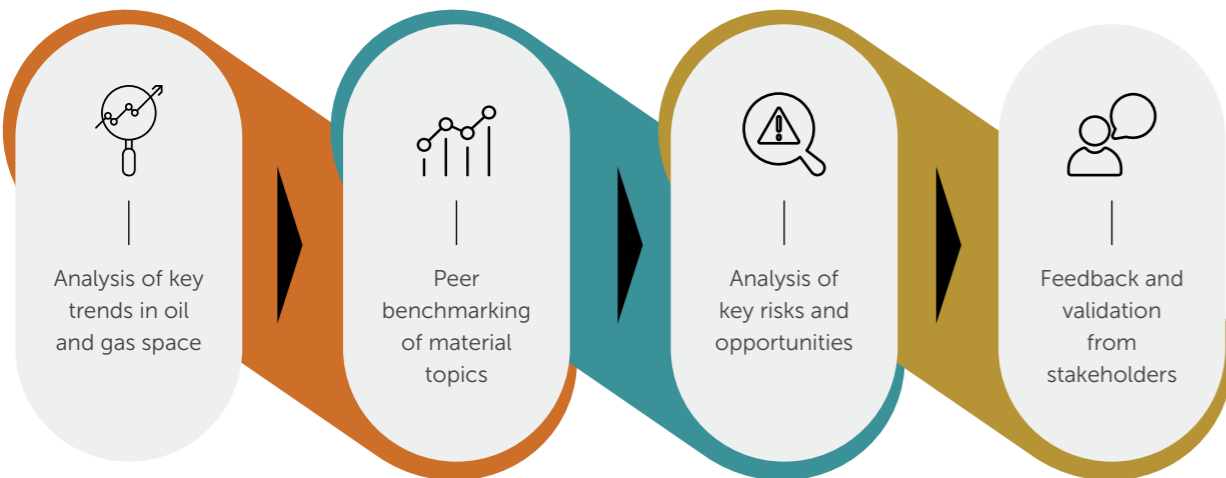 Analysis of key
trends in oil
and gas space
Peer
benchmarking
of material
topics
Analysis of
key risks and
opportunities
Feedback and
validation
from
stakeholders